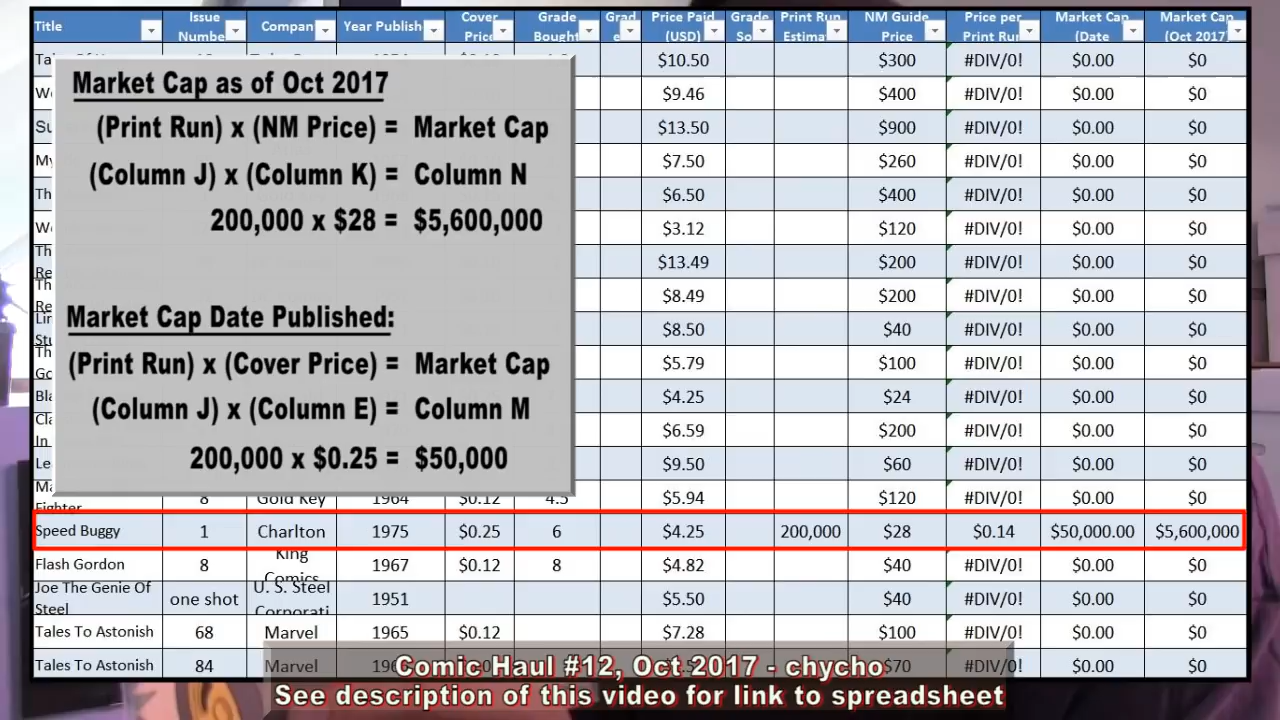 Title Issue Numbe Compan Year Publish Cover Pric Grade Bought Grad e Price Paid (USD) Grade So Print Run Estima NM Guide Price Price per Print Run Market Cap (Date Market Cap (Oct 2017)
$10.50 $300 #DIV/0! $0.00 $0
$9.46 $400 #DIV/0! $0.00 $0
$13.50 $900 #DIV/0! $0.00 $0
$7.50 $260 #DIV/0! $0.00 $0
$6.50 $400 #DIV/0! $0.00 $0
$3.12 $120 #DIV/0! $0.00 $0
$13.49 $200 #DIV/0! $0.00 $0
$8.49 $200 #DIV/0! $0.00 $0
$8.50 $40 #DIV/0! $0.00 $0
$5.79 $100 #DIV/0! $0.00 $0
$4.25 $24 #DIV/0! $0.00 $0
$6.59 $200 #DIV/0! $0.00 $0
$9.50 $60 #DIV/0! $0.00 $0
Fighter 8 Gold Key 1964 $0.12 4.5 $5.94 $120 #DIV/0! $0.00 $0
Speed Buggy 1 Charlton 1975 $0.25 6 $4.25 200,000 $28 $0.14 $50,000.00 $5,600,000
Flash Gordon 8 King Comics 1967 $0.12 8 $4.82 $40 #DIV/0! $0.00 $0
Joe The Genie Of Steel one shot U. S. Steel Corporati 1951 $5.50 $40 #DIV/0! $0.00 $0
Tales To Astonish 68 Marvel 1965 $0.12 $7.28 $100 #DIV/0! $0.00 $0
Tales To Astonish 84 Marvel $70 #DIV/0! $0.00 $0
Market Cap as of Oct 2017
(Print Run) x (NM Price) = Market Cap
(Column J) x (Column K) = Column N
200,000 x $28 = $5,600,000
Market Cap Date Published:
(Print Run) x (Cover Price) = Market Cap
(Column J) x (Column E) = Column M
200,000 x $0.25 = $50,000
Comic Haul #12, Oct 2017 - chycho
See description of this video for link to spreadsheet